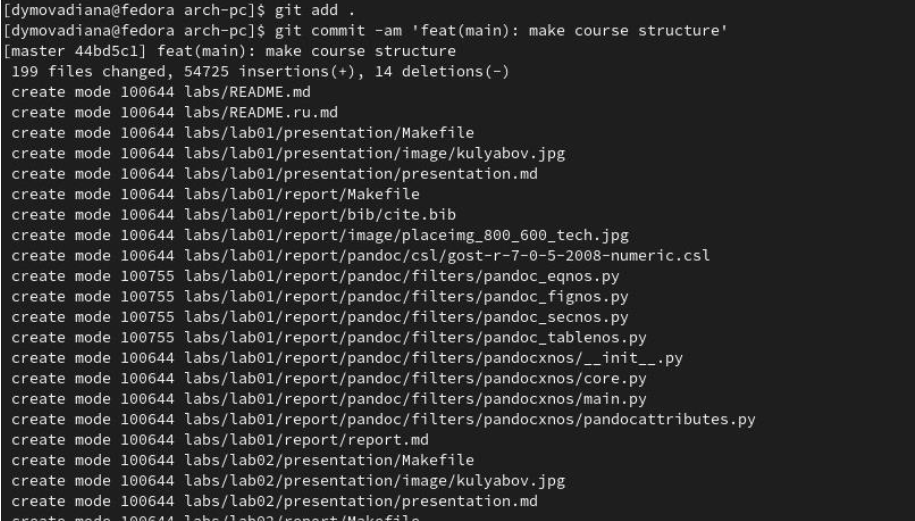 [dymovadiana@fedora arch-pc]$ git add .
[dymovadiana@fedora arch-pc]$ git commit -am 'feat(main): make course structure'
[master 44bd5c1] feat(main): make course structure
199 files changed, 54725 insertions(+), 14 deletions(-)
create mode 100644 labs/README.md
create mode 100644 labs/README.ru.md
create mode 100644 labs/lab01/presentation/Makefile
create mode 100644 labs/lab01/presentation/image/kulyabov.jpg
create mode 100644 labs/lab01/presentation/presentation.md
create mode 100644 labs/lab01/report/Makefile
create mode 100644 labs/lab01/report/bib/cite.bib
create mode 100644 labs/lab01/report/image/placeimg_800_600_tech.jpg
create mode 100644 labs/lab01/report/pandoc/csl/gost-r-7-0-5-2008-numeric.csl
create mode 100755 labs/lab01/report/pandoc/filters/pandoc_eqnos.py
create mode 100755 labs/lab01/report/pandoc/filters/pandoc_fignos.py
create mode 100755 labs/lab01/report/pandoc/filters/pandoc_secnos.py
create mode 100755 labs/lab01/report/pandoc/filters/pandoc_tablenos.py
create mode 100644 labs/lab01/report/pandoc/filters/pandocxnos/__init__.py
create mode 100644 labs/lab01/report/pandoc/filters/pandocxnos/core.py
create mode 100644 labs/lab01/report/pandoc/filters/pandocxnos/main.py
create mode 100644 labs/lab01/report/pandoc/filters/pandocxnos/pandocattributes.py
create mode 100644 labs/lab01/report/report.md
create mode 100644 labs/lab02/presentation/Makefile
create mode 100644 labs/lab02/presentation/image/kulyabov.jpg
create mode 100644 labs/lab02/presentation/presentation.md
create mode 100644 labs/lab02/report/Makefile